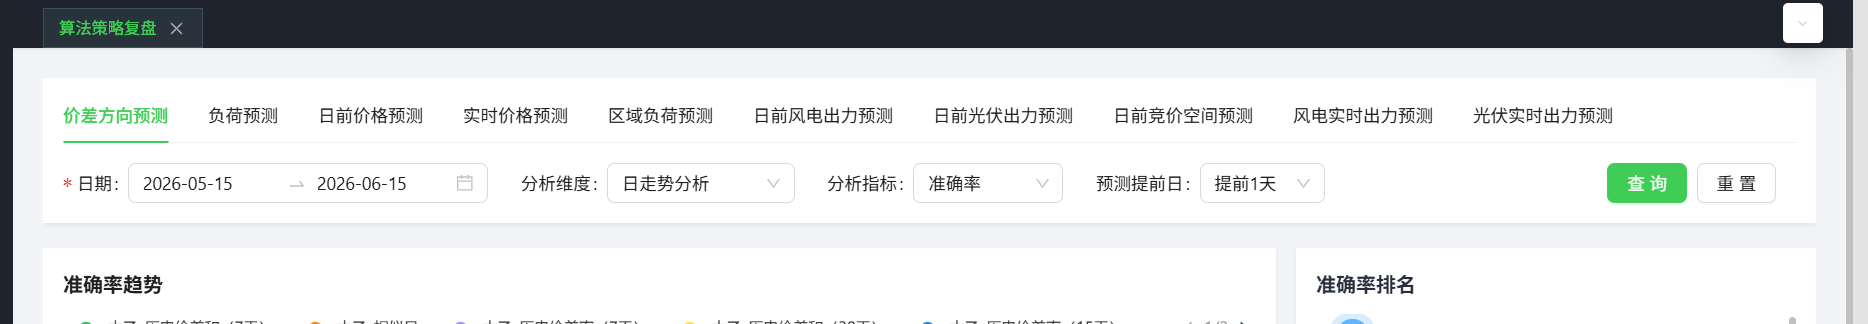 算法策略复盘
价差方向预测 负荷预测 日前价格预测 实时价格预测 区域负荷预测 日前风电出力预测 日前光伏出力预测 日前竞价空间预测 风电实时出力预测 光伏实时出力预测
* 日期: 2026-05-15 2026-06-15 分析维度: 日走势分析 分析指标: 准确率 预测提前日: 提前1天 查 询 重 置
准确率趋势
准确率排名